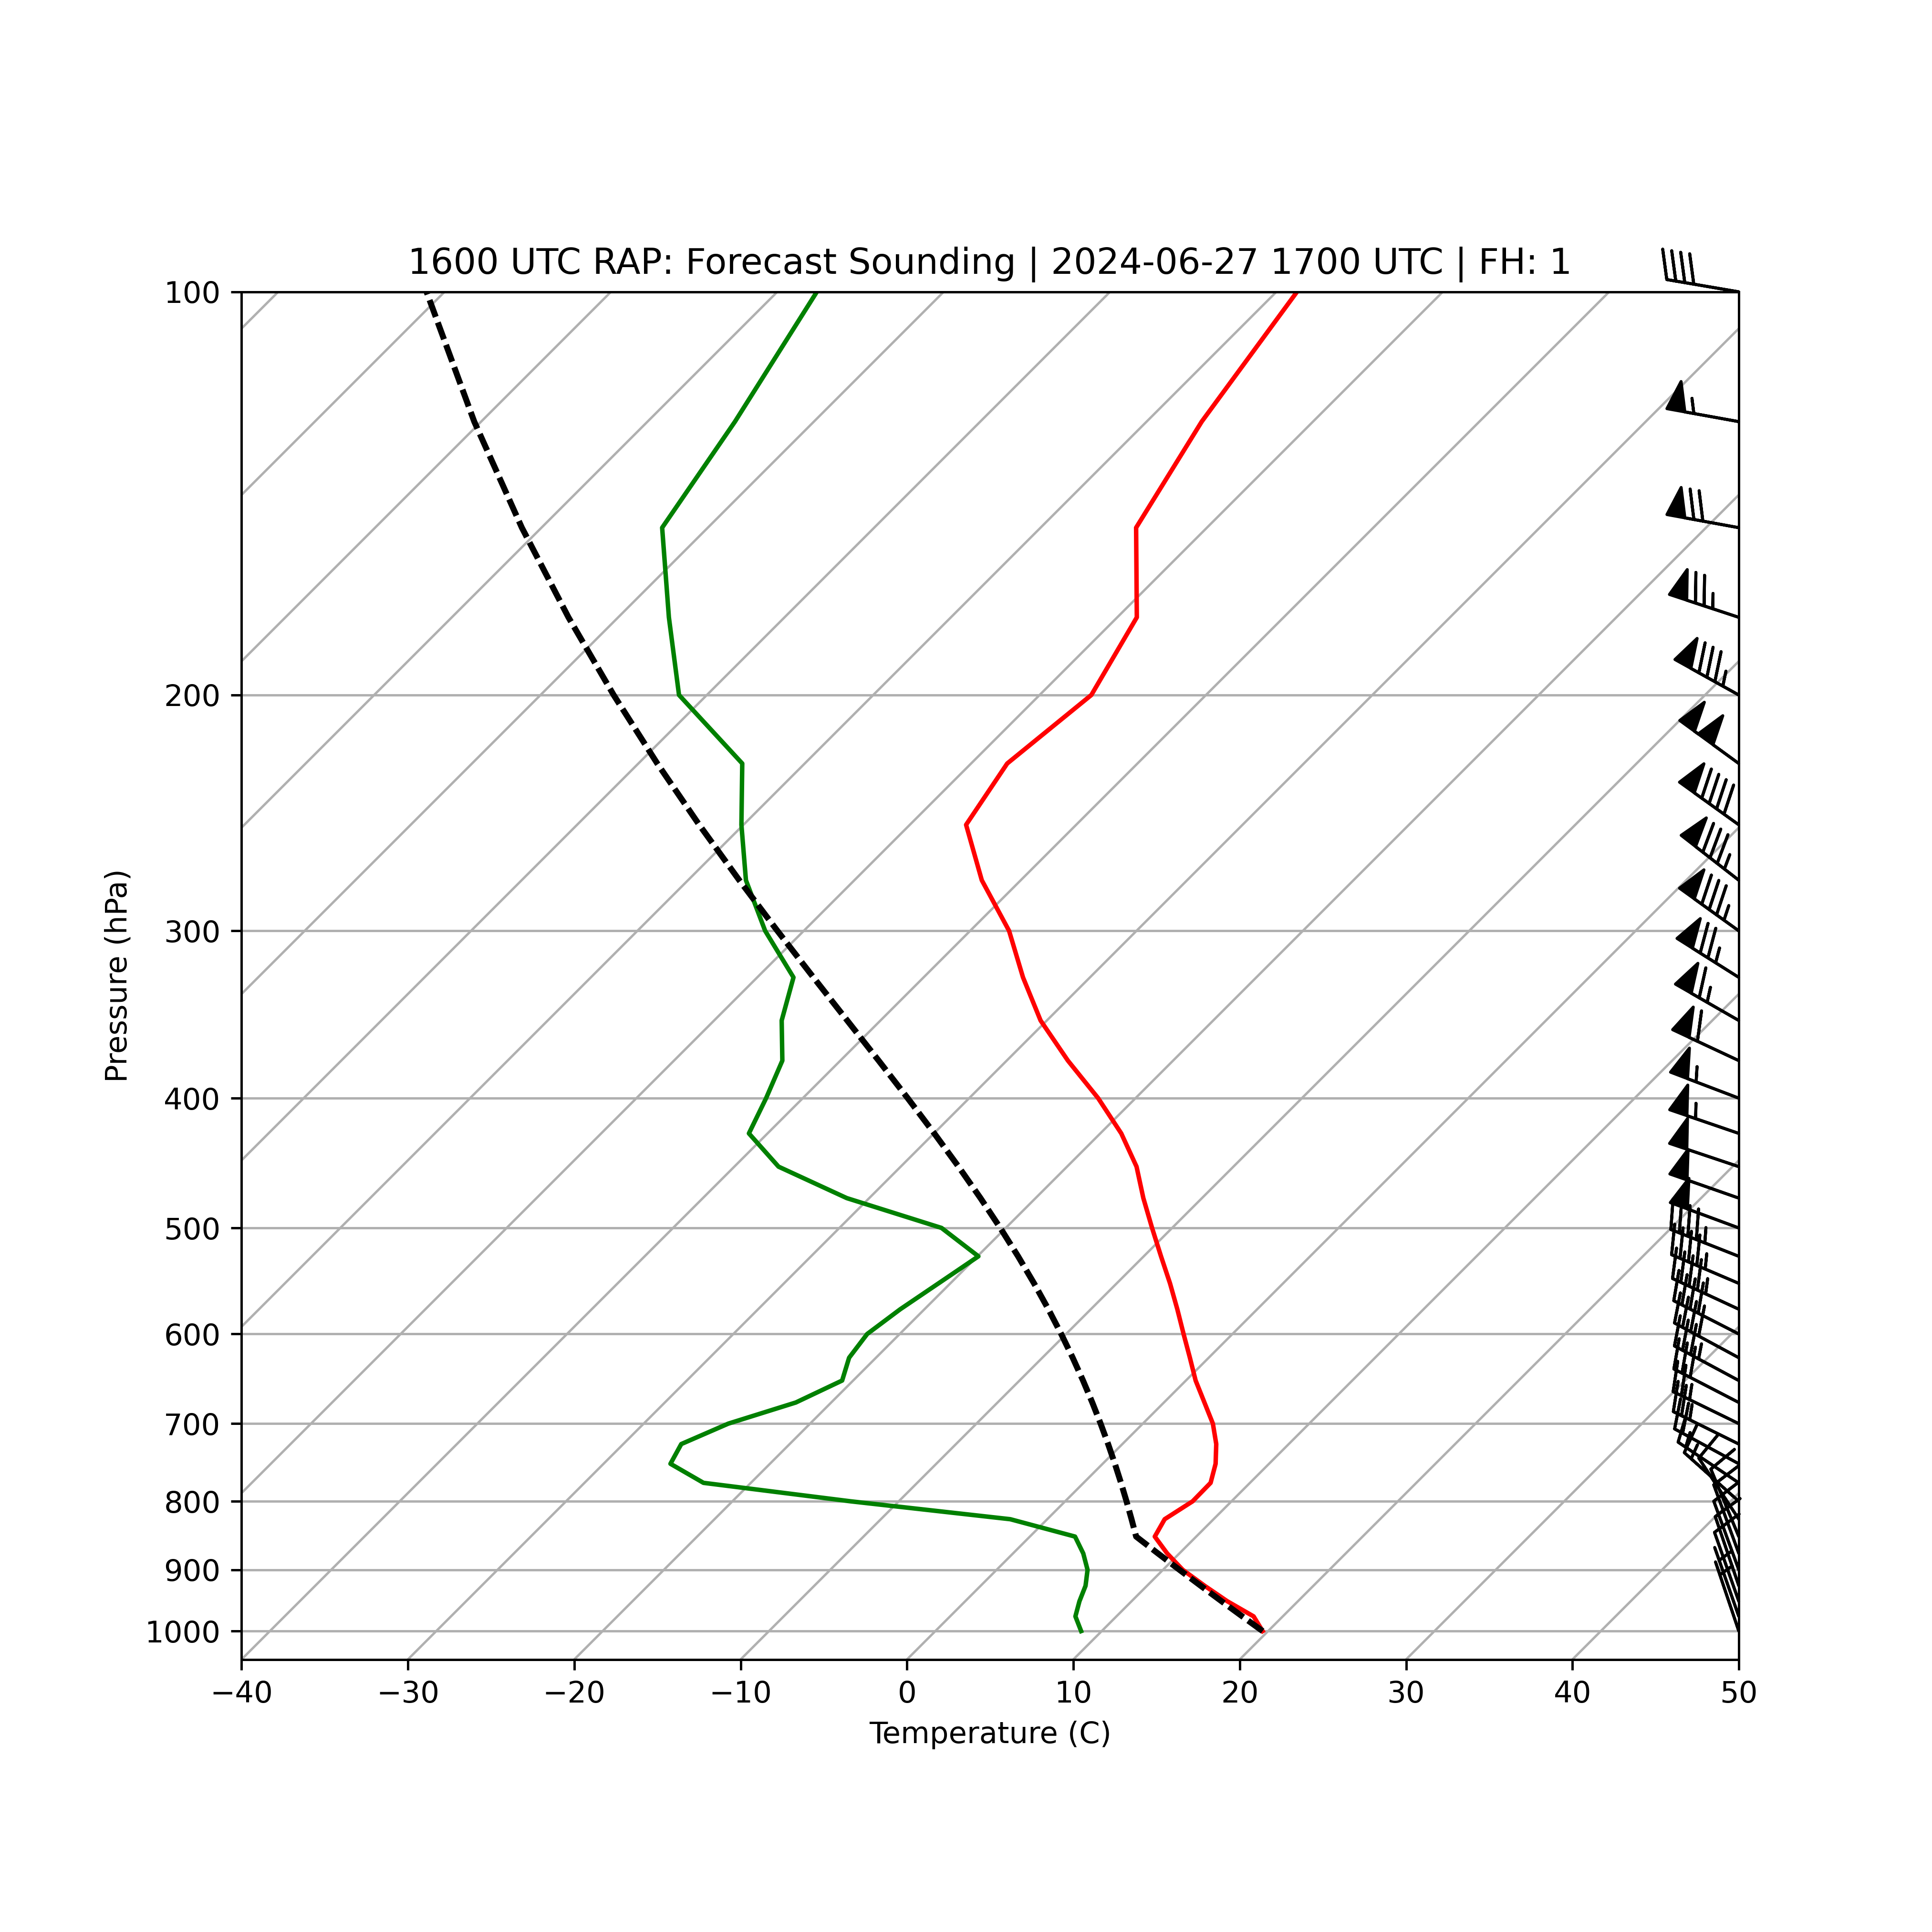 1600 UTC RAP: Forecast Sounding | 2024-06-27 1700 UTC | FH: 1
100
200
300
400
500
600
700
800
900
1000
Pressure (hPa)
−40 −30 −20 −10 0 10 20 30 40 50
Temperature (C)